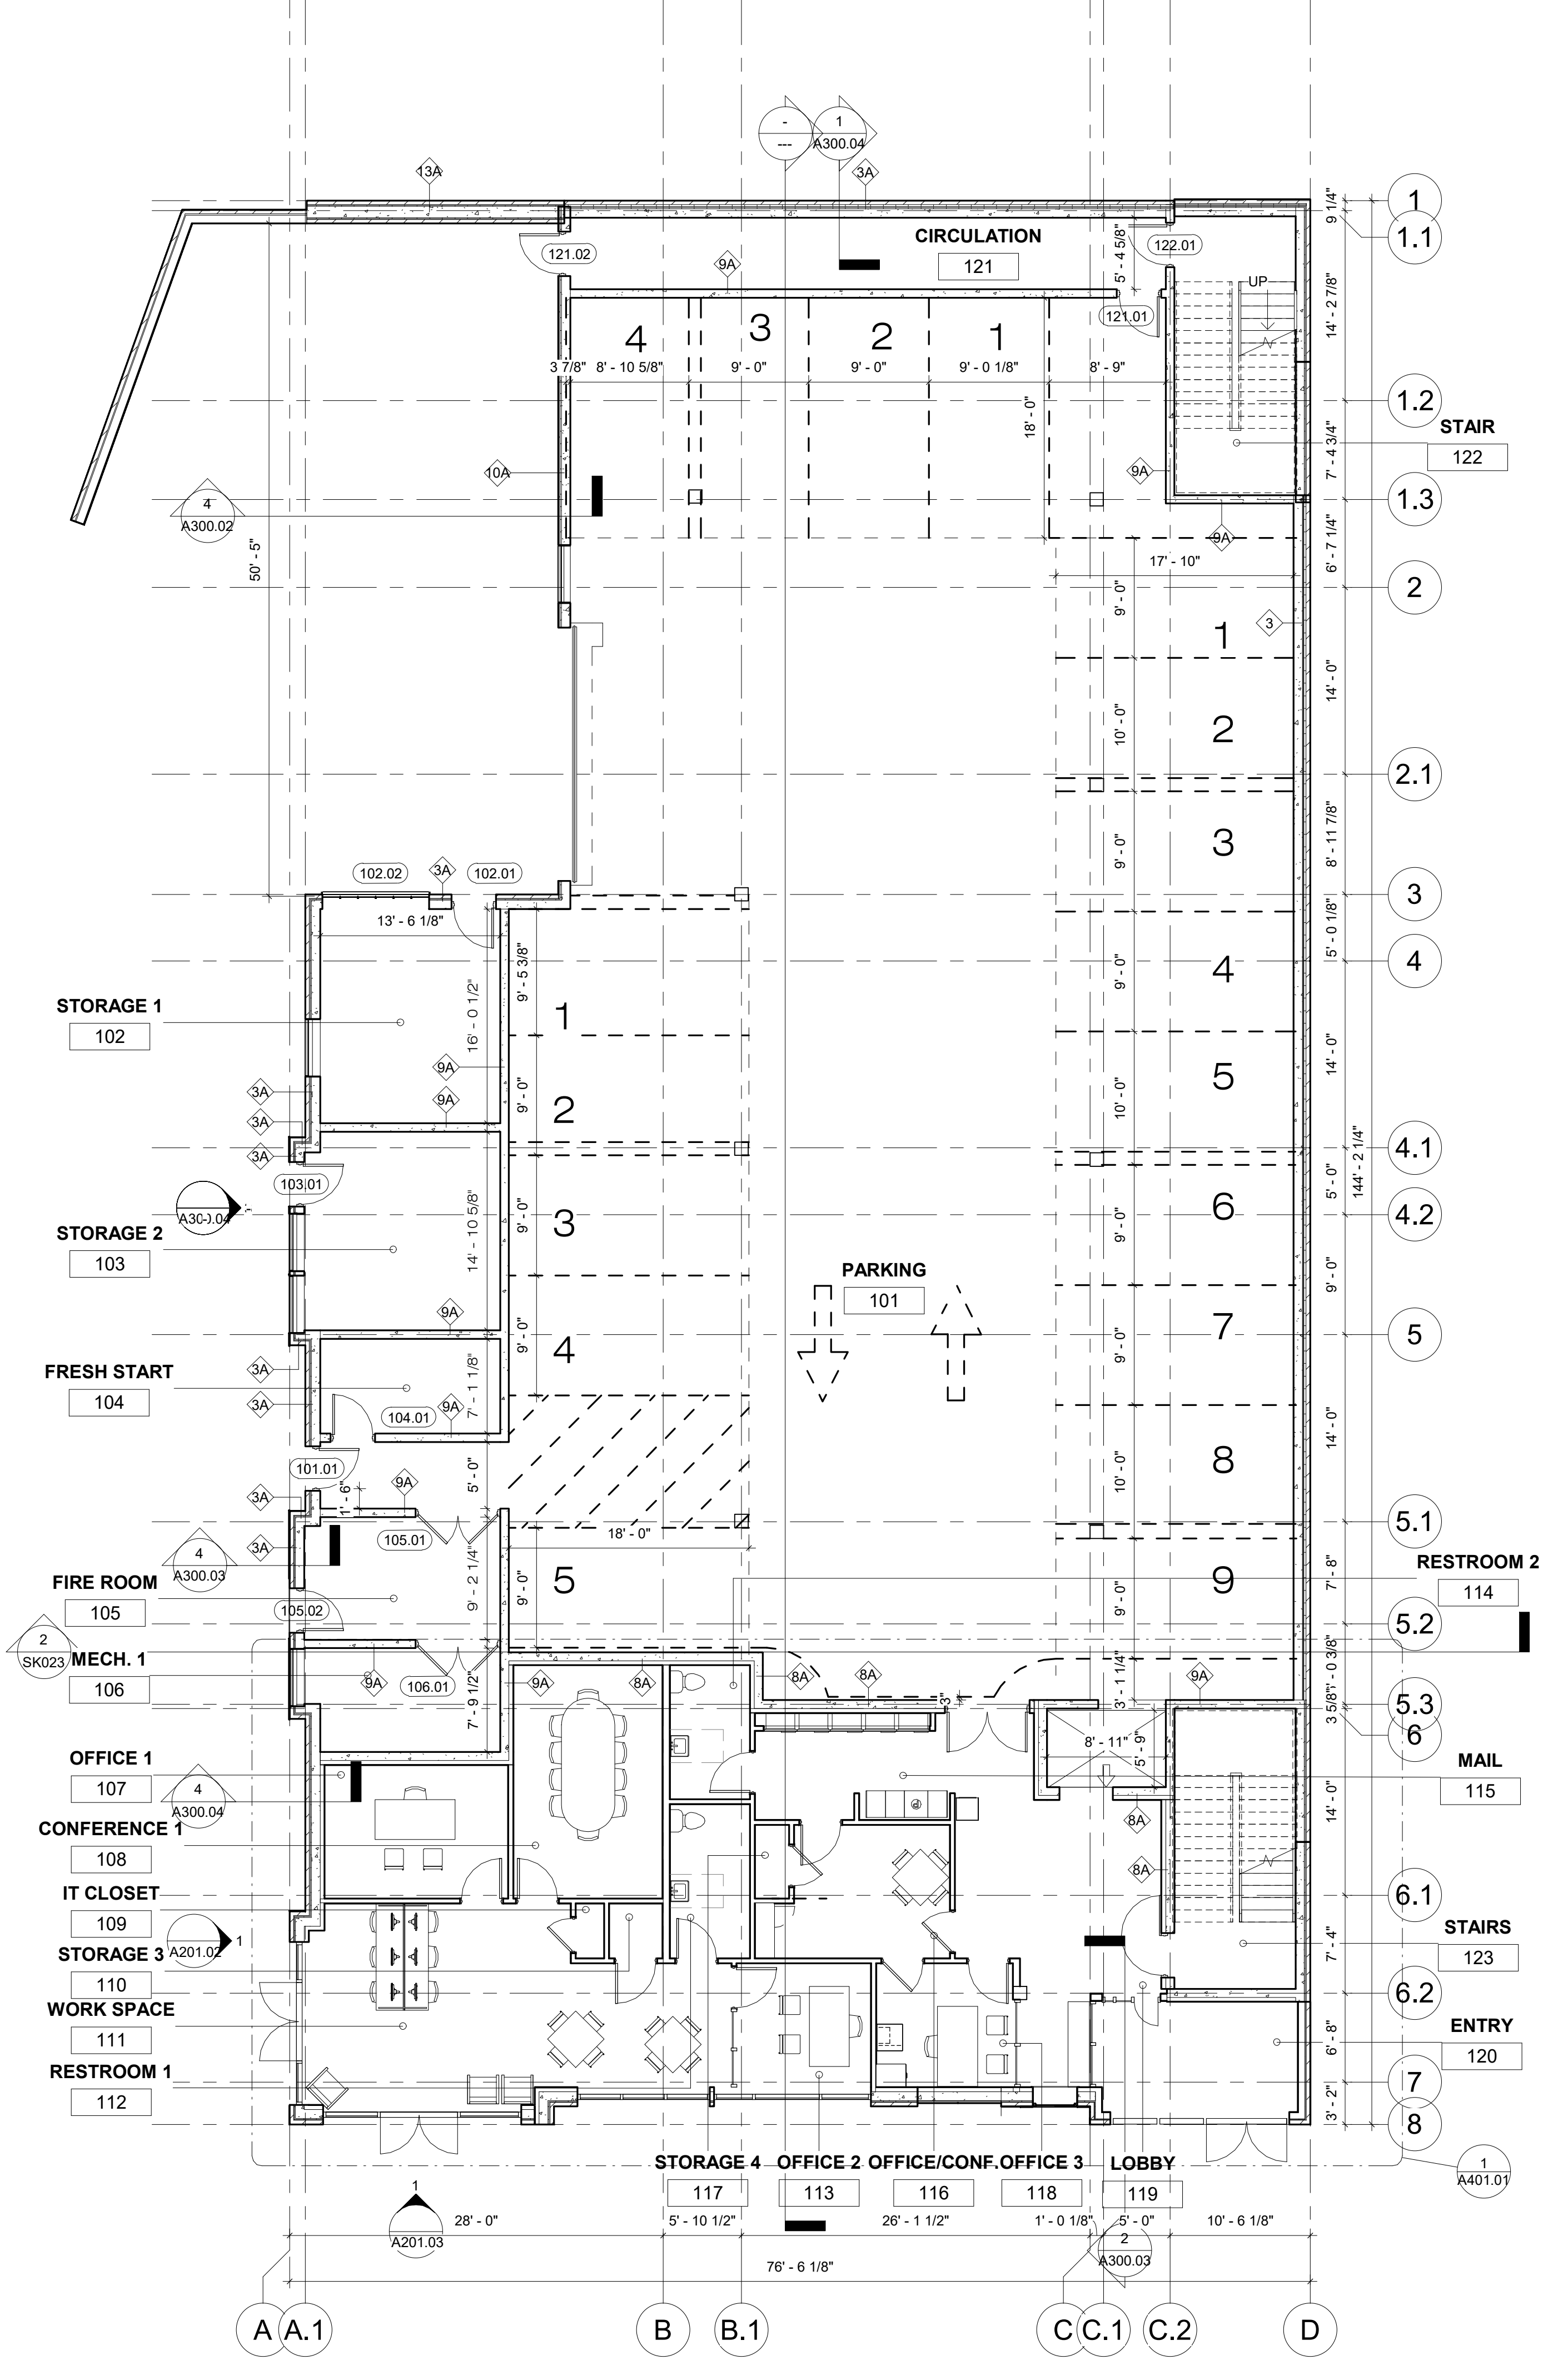 -
---
1
A300.04
13A
3A
9 1/4"
1
1.1
CIRCULATION
121
121.02
122.01
5' - 4 5/8"
9A
UP
14' - 2 7/8"
121.01
4
3
2
1
3 7/8"
8' - 10 5/8"
9' - 0"
9' - 0"
9' - 0 1/8"
8' - 9"
18' - 0"
1.2
STAIR
122
7' - 4 3/4"
10A
9A
4
A300.02
1.3
9A
6' - 7 1/4"
50' - 5"
17' - 10"
9' - 0"
2
3
1
14' - 0"
2
10' - 0"
2.1
3
9' - 0"
8' - 11 7/8"
102.02
3A
102.01
3
13' - 6 1/8"
5' - 0 1/8"
9' - 5 3/8"
4
9' - 0"
4
STORAGE 1
102
16' - 0 1/2"
1
9A
5
10' - 0"
14' - 0"
3A
9A
9' - 0"
2
3A
3A
4.1
144' - 2 1/4"
103.01
5' - 0"
A300.04
1
14' - 10 5/8"
9' - 0"
3
6
9' - 0"
4.2
STORAGE 2
103
PARKING
101
9' - 0"
9A
9' - 0"
4
7
9' - 0"
5
FRESH START
104
3A
3A
7' - 1 1/8"
104.01
9A
14' - 0"
101.01
9A
5' - 0"
8
10' - 0"
3A
1' - 6"
18' - 0"
5.1
4
A300.03
3A
105.01
RESTROOM 2
114
FIRE ROOM
105
9' - 2 1/4"
9' - 0"
5
9
9' - 0"
7' - 8"
105.02
5.2
2
SK023
MECH. 1
106
9A
106.01
9A
8A
8A
8A
9A
7' - 9 1/2"
3"
3' - 1 1/4"
5.3
6
8' - 11"
5' - 9"
OFFICE 1
107
4
A300.04
MAIL
115
14' - 0"
CONFERENCE 1
108
8A
8A
IT CLOSET
109
6.1
A201.02
1
STORAGE 3
110
STAIRS
123
7' - 4"
WORK SPACE
111
6.2
ENTRY
120
6' - 8"
RESTROOM 1
112
7
3' - 2"
8
STORAGE 4
117
OFFICE 2
113
OFFICE/CONF.
116
OFFICE 3
118
LOBBY
119
1
A401.01
1
A201.03
28' - 0"
5' - 10 1/2"
26' - 1 1/2"
1' - 0 1/8"
5' - 0"
10' - 6 1/8"
2
A300.03
76' - 6 1/8"
A
A.1
B
B.1
C
C.1
C.2
D